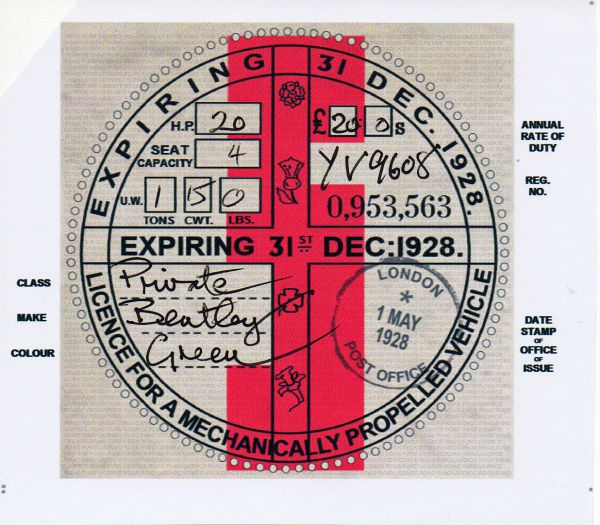 EXPIRING 31 DEC. 1928.
H.P. 20
£ 20: 0 S
ANNUAL
RATE OF
DUTY
SEAT
CAPACITY 4
YV9608
REG.
NO.
U.W. 1 15 0
TONS CWT. LBS.
0,953,563
EXPIRING 31ST DEC:1928.
CLASS
Private
MAKE
Bentley
COLOUR
Green
LONDON
*
1 MAY
1928
POST OFFICE
DATE
STAMP
OF
OFFICE
OF
ISSUE
LICENCE FOR A MECHANICALLY PROPELLED VEHICLE